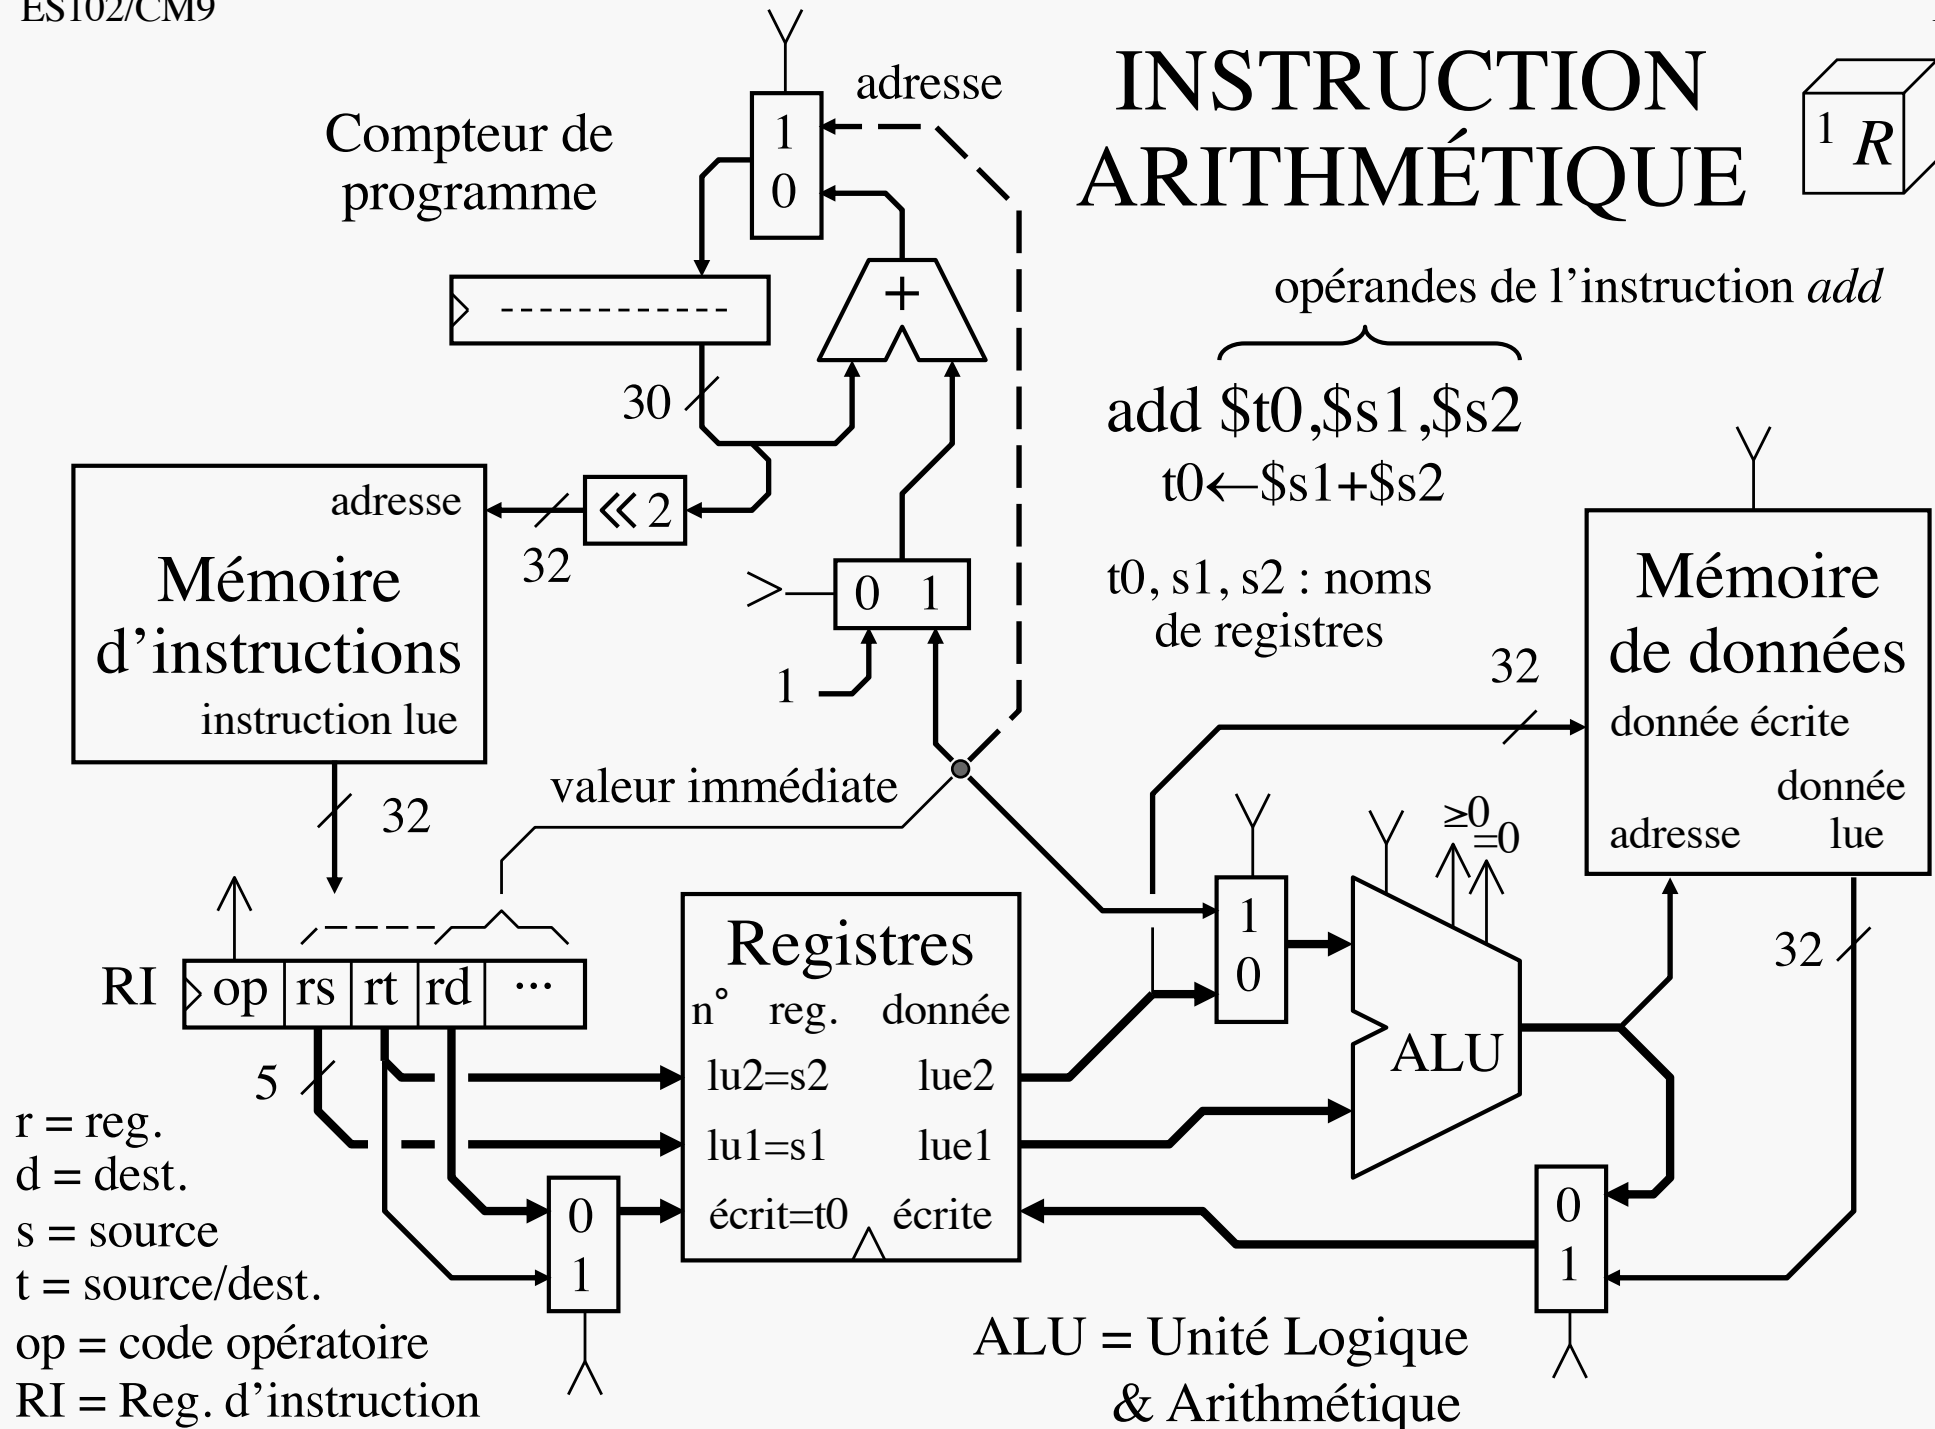 ES102/CM9
INSTRUCTION
ARITHMÉTIQUE
1 R
adresse
1
0
Compteur de
programme
+
30
opérandes de l’instruction add
add $t0,$s1,$s2
t0←$s1+$s2
t0, s1, s2 : noms
de registres
adresse
Mémoire
d’instructions
instruction lue
32
≪ 2
0 1
1
32
valeur immédiate
32
Mémoire
de données
donnée écrite
donnée
adresse lue
32
≥0
=0
RI op rs rt rd ...
5
Registres
n° reg. donnée
lu2=s2 lue2
lu1=s1 lue1
écrit=t0 écrite
0
1
1
0
ALU
0
1
r = reg.
d = dest.
s = source
t = source/dest.
op = code opératoire
RI = Reg. d’instruction
ALU = Unité Logique
& Arithmétique